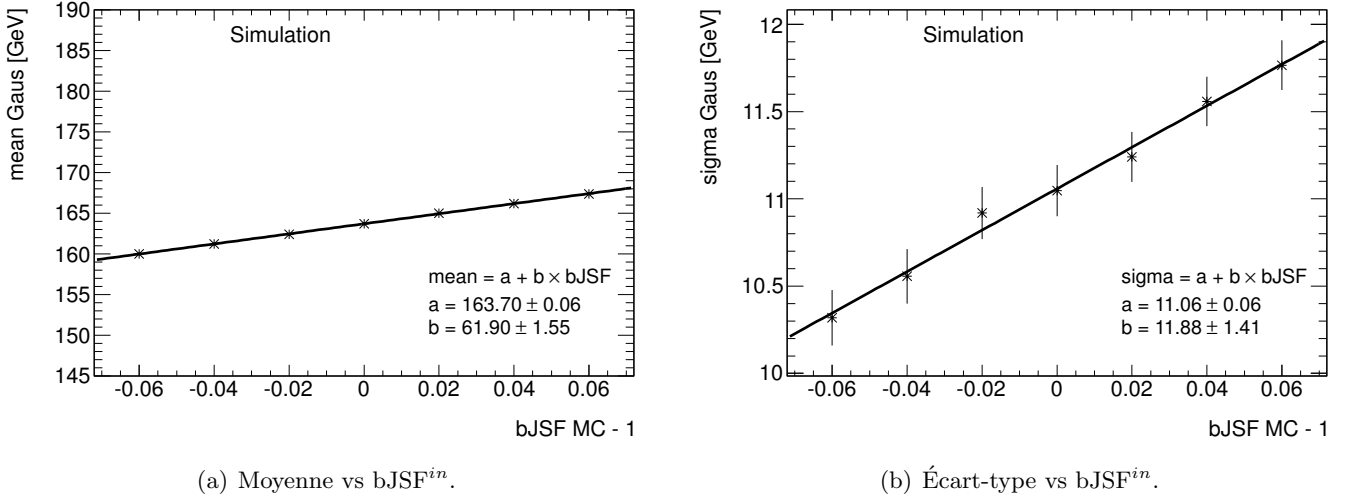 mean Gaus [GeV]
190
185
180
175
170
165
160
155
150
145
Simulation
mean = a + b × bJSF
a = 163.70 ± 0.06
b = 61.90 ± 1.55
-0.06 -0.04 -0.02 0 0.02 0.04 0.06
bJSF MC - 1
(a) Moyenne vs bJSF^in.
sigma Gaus [GeV]
12
11.5
11
10.5
10
Simulation
sigma = a + b × bJSF
a = 11.06 ± 0.06
b = 11.88 ± 1.41
-0.06 -0.04 -0.02 0 0.02 0.04 0.06
bJSF MC - 1
(b) Écart-type vs bJSF^in.